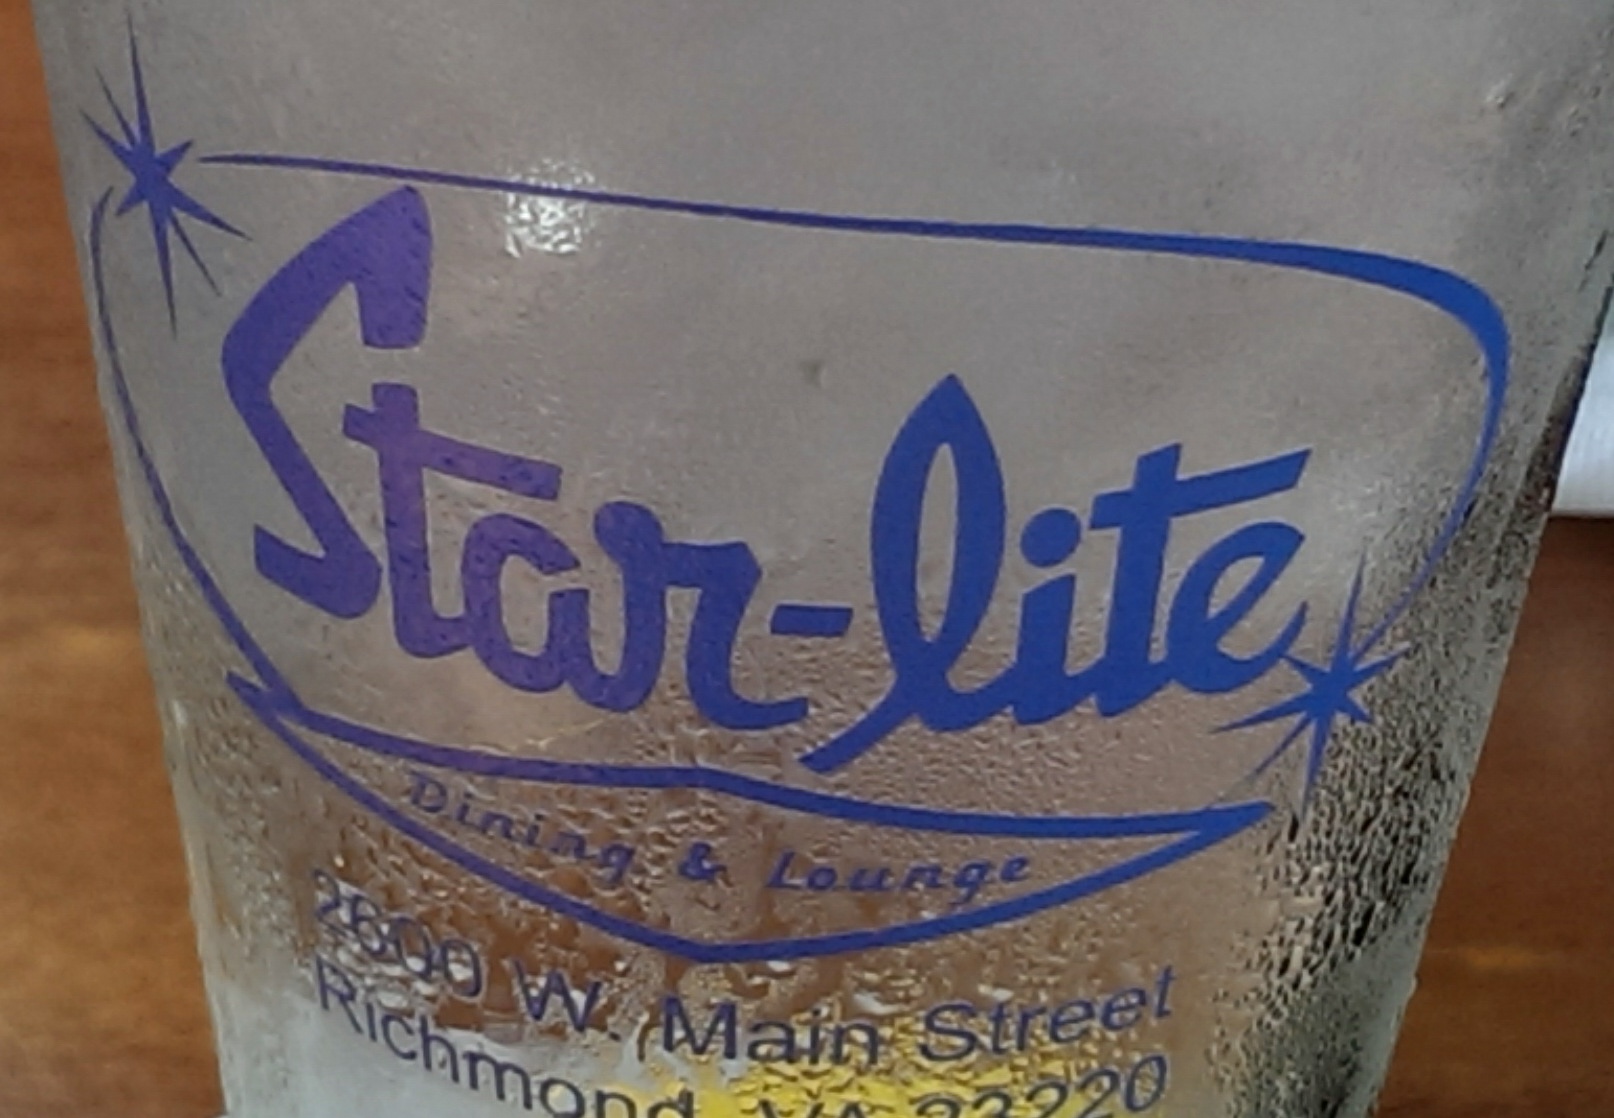 Star-lite
Dining & Lounge
2600 W. Main Street
Richmond, VA 23220